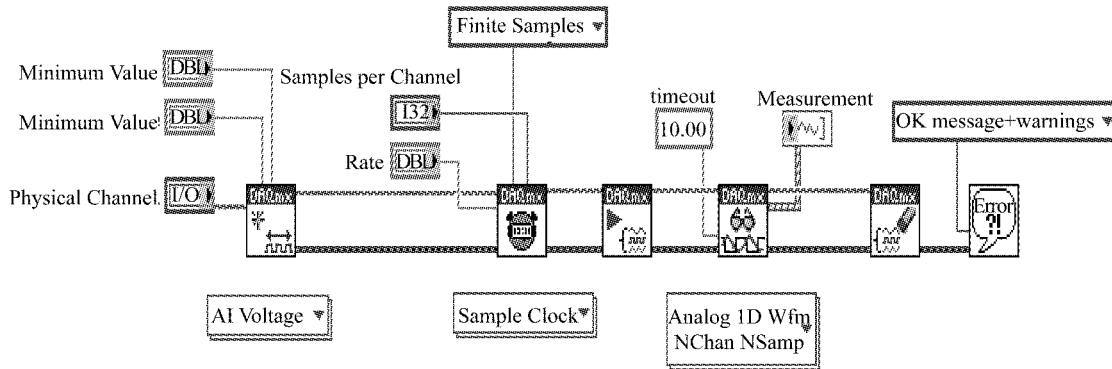 Finite Samples
Minimum Value
DBL
Samples per Channel
I32
Minimum Value
DBL
timeout
10.00
Measurement
OK message+warnings
Rate
DBL
Physical Channel
I/O
DAQmx
DAQmx
DAQmx
DAQmx
DAQmx
Error
?!
AI Voltage
Sample Clock
Analog 1D Wfm
NChan NSamp